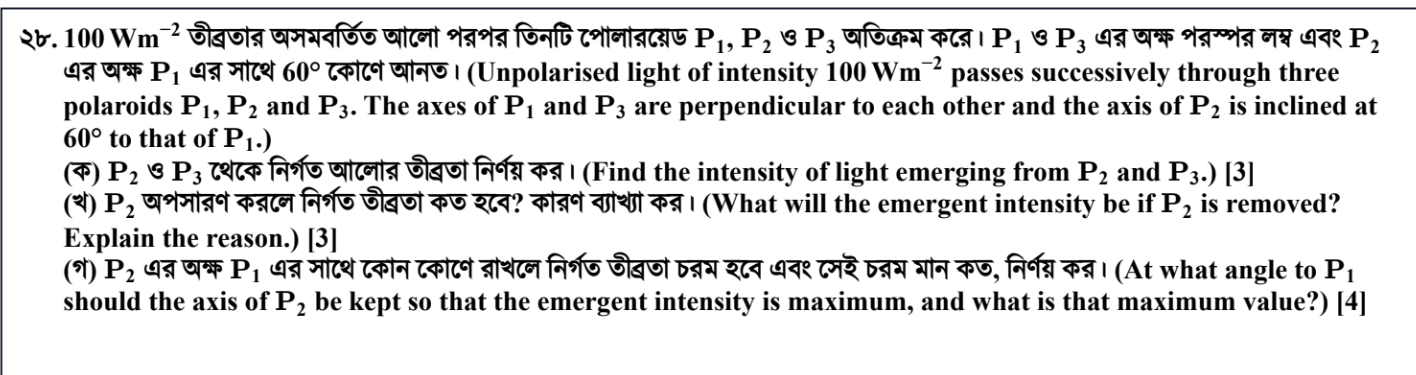 ২৮. 100 Wm⁻² তীব্রতার অসমবর্তিত আলো পরপর তিনটি পোলারয়েড P₁, P₂ ও P₃ অতিক্রম করে। P₁ ও P₃ এর অক্ষ পরস্পর লম্ব এবং P₂
এর অক্ষ P₁ এর সাথে 60° কোণে আনত। (Unpolarised light of intensity 100 Wm⁻² passes successively through three
polaroids P₁, P₂ and P₃. The axes of P₁ and P₃ are perpendicular to each other and the axis of P₂ is inclined at
60° to that of P₁.)
(ক) P₂ ও P₃ থেকে নির্গত আলোর তীব্রতা নির্ণয় কর। (Find the intensity of light emerging from P₂ and P₃.) [3]
(খ) P₂ অপসারণ করলে নির্গত তীব্রতা কত হবে? কারণ ব্যাখ্যা কর। (What will the emergent intensity be if P₂ is removed?
Explain the reason.) [3]
(গ) P₂ এর অক্ষ P₁ এর সাথে কোন কোণে রাখলে নির্গত তীব্রতা চরম হবে এবং সেই চরম মান কত, নির্ণয় কর। (At what angle to P₁
should the axis of P₂ be kept so that the emergent intensity is maximum, and what is that maximum value?) [4]